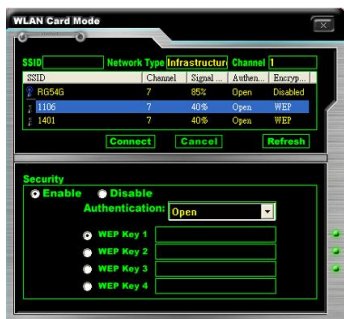 WLAN Card Mode
SSID Network Type Infrastructur Channel 1
SSID Channel Signal ... Authen... Encryp...
RG54G 7 85% Open Disabled
1106 7 40% Open WEP
1401 7 40% Open WEP
Connect Cancel Refresh
Security
Enable Disable
Authentication: Open
WEP Key 1
WEP Key 2
WEP Key 3
WEP Key 4